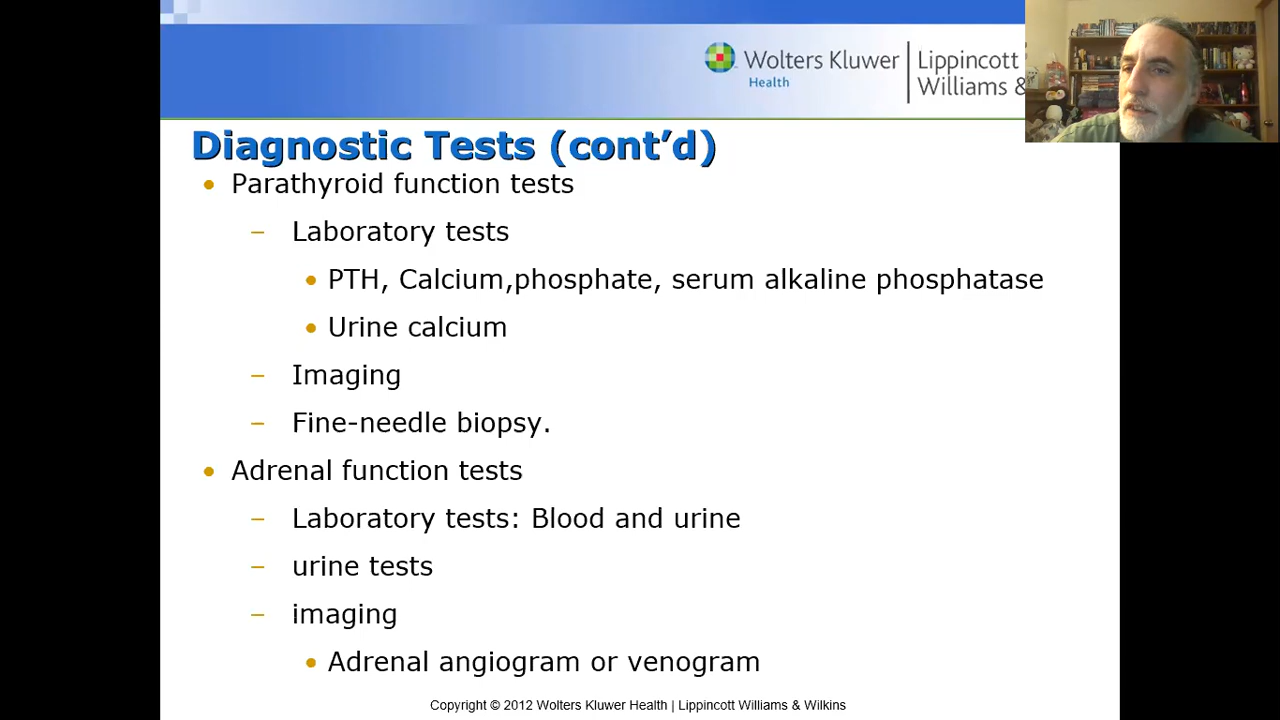 Wolters Kluwer
Health
Lippincott
Williams &
Diagnostic Tests (cont’d)
• Parathyroid function tests
– Laboratory tests
• PTH, Calcium,phosphate, serum alkaline phosphatase
• Urine calcium
– Imaging
– Fine-needle biopsy.
• Adrenal function tests
– Laboratory tests: Blood and urine
– urine tests
– imaging
• Adrenal angiogram or venogram
Copyright © 2012 Wolters Kluwer Health | Lippincott Williams & Wilkins